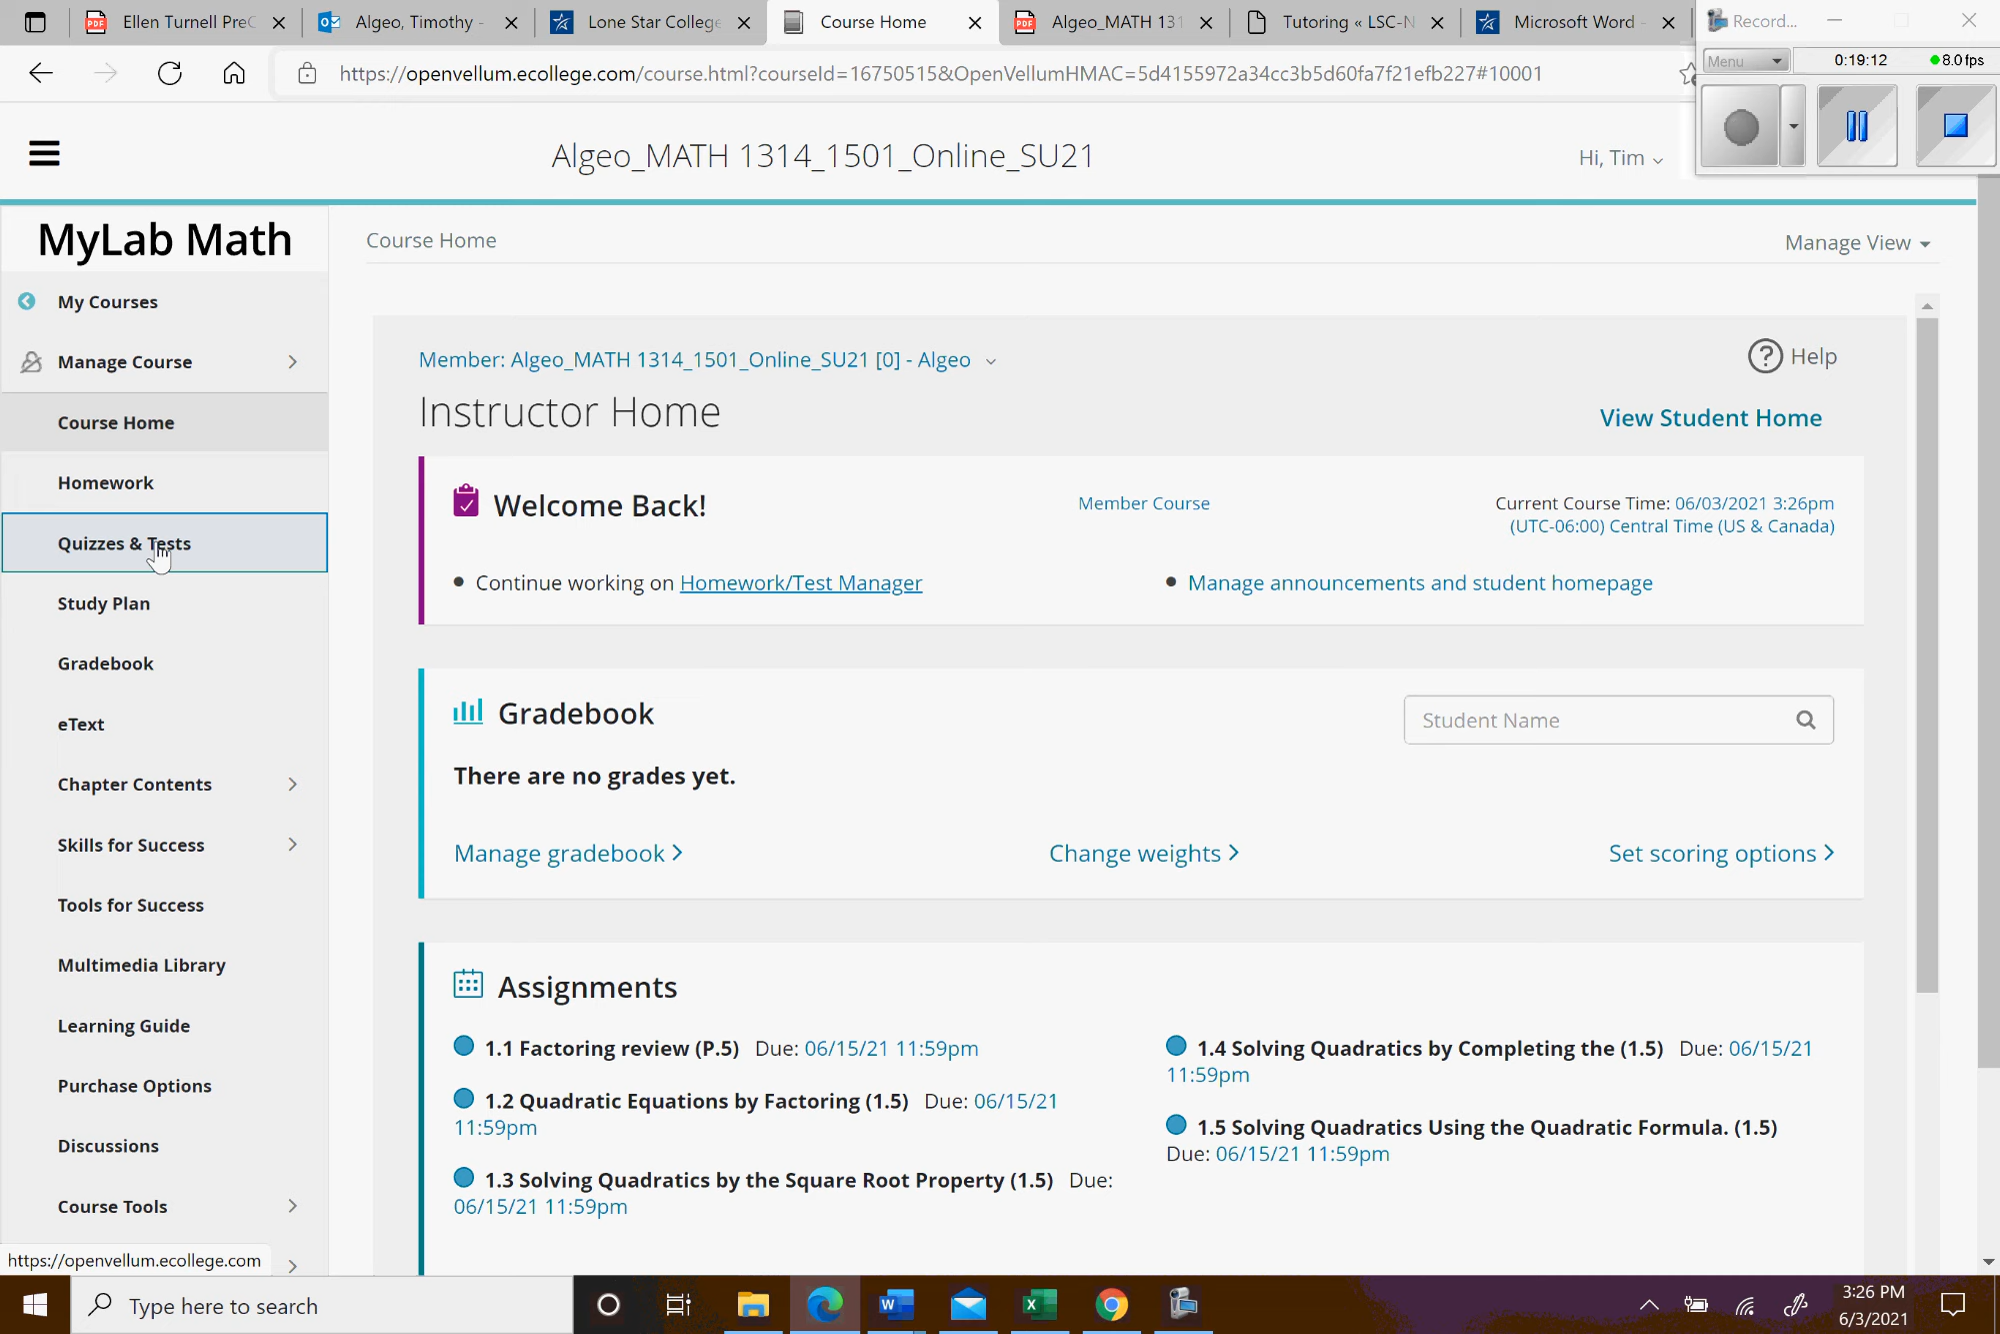 Ellen Turnell PreC
Algeo, Timothy -
Lone Star College
Course Home
Algeo_MATH 131
Tutoring « LSC-N
Microsoft Word -
Record...
https://openvellum.ecollege.com/course.html?courseId=16750515&OpenVellumHMAC=5d4155972a34cc3b5d60fa7f21efb227#10001
Menu
0:19:12
8.0 fps
Algeo_MATH 1314_1501_Online_SU21
Hi, Tim
MyLab Math
My Courses
Manage Course
Course Home
Homework
Quizzes & Tests
Study Plan
Gradebook
eText
Chapter Contents
Skills for Success
Tools for Success
Multimedia Library
Learning Guide
Purchase Options
Discussions
Course Tools
https://openvellum.ecollege.com
Course Home
Manage View
Member: Algeo_MATH 1314_1501_Online_SU21 [0] - Algeo
Help
Instructor Home
View Student Home
Welcome Back!
Member Course
Current Course Time: 06/03/2021 3:26pm
(UTC-06:00) Central Time (US & Canada)
Continue working on Homework/Test Manager
Manage announcements and student homepage
Gradebook
Student Name
There are no grades yet.
Manage gradebook
Change weights
Set scoring options
Assignments
1.1 Factoring review (P.5) Due: 06/15/21 11:59pm
1.2 Quadratic Equations by Factoring (1.5) Due: 06/15/21
11:59pm
1.3 Solving Quadratics by the Square Root Property (1.5) Due:
06/15/21 11:59pm
1.4 Solving Quadratics by Completing the (1.5) Due: 06/15/21
11:59pm
1.5 Solving Quadratics Using the Quadratic Formula. (1.5)
Due: 06/15/21 11:59pm
Type here to search
3:26 PM
6/3/2021